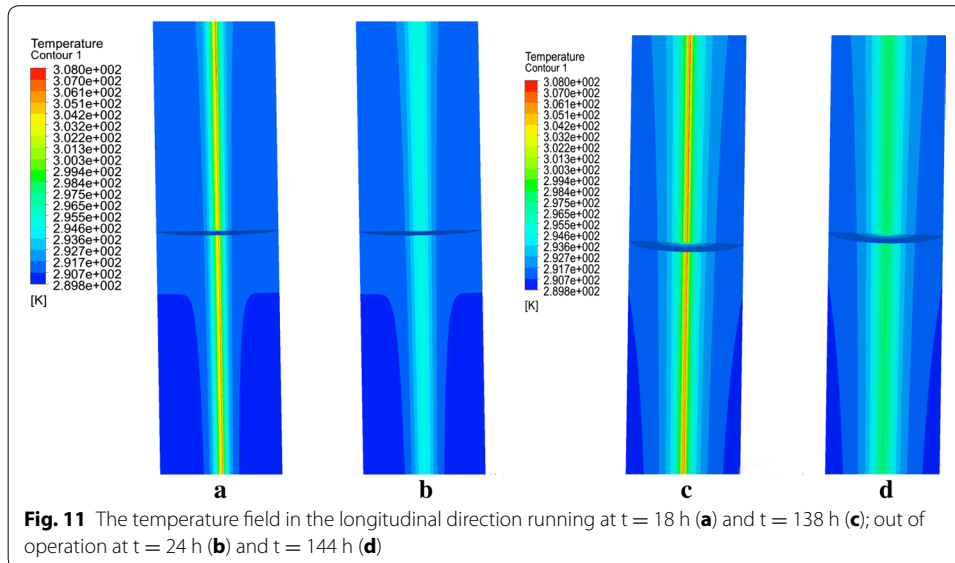 Temperature
Contour 1
3.080e+002
3.070e+002
3.061e+002
3.051e+002
3.042e+002
3.032e+002
3.022e+002
3.013e+002
3.003e+002
2.994e+002
2.984e+002
2.975e+002
2.965e+002
2.955e+002
2.946e+002
2.936e+002
2.927e+002
2.917e+002
2.907e+002
2.898e+002
[K]
Temperature
Contour 1
3.080e+002
3.070e+002
3.061e+002
3.051e+002
3.042e+002
3.032e+002
3.022e+002
3.013e+002
3.003e+002
2.994e+002
2.984e+002
2.975e+002
2.965e+002
2.955e+002
2.946e+002
2.936e+002
2.927e+002
2.917e+002
2.907e+002
2.898e+002
[K]
a b c d
Fig. 11 The temperature field in the longitudinal direction running at t = 18 h (a) and t = 138 h (c); out of
operation at t = 24 h (b) and t = 144 h (d)